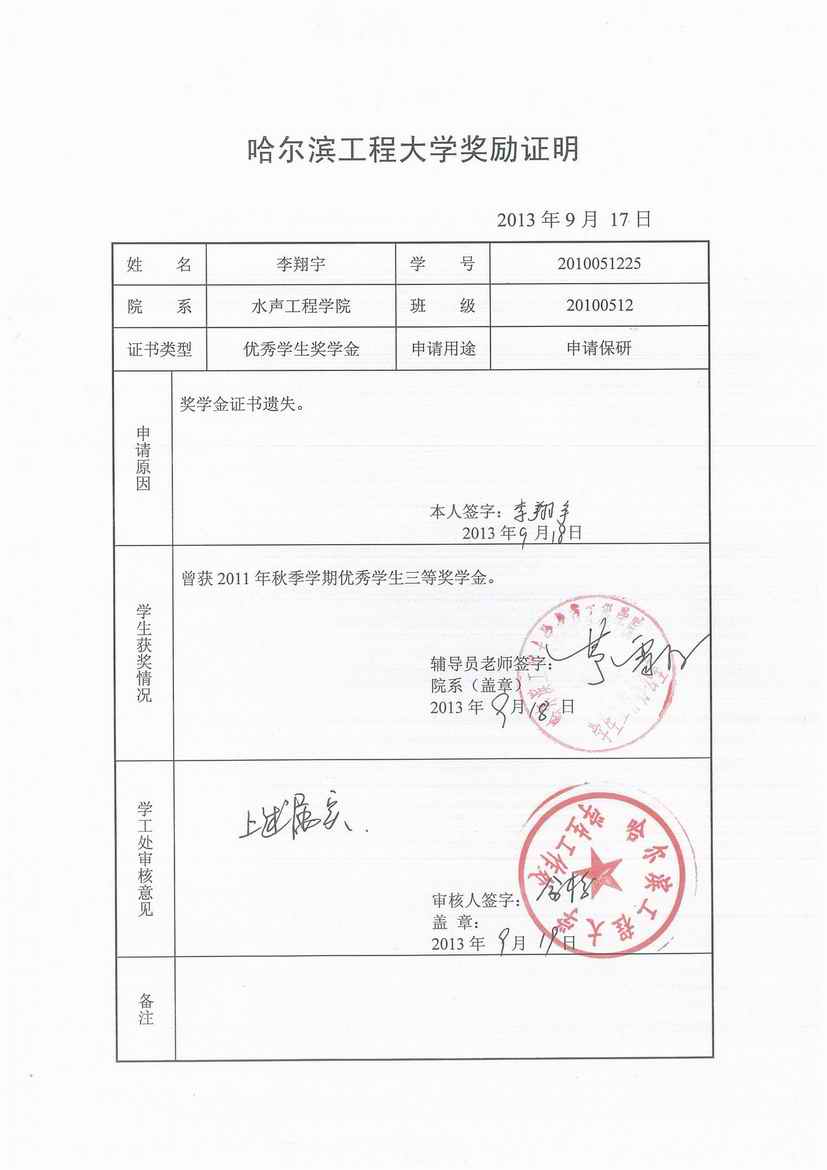 哈尔滨工程大学奖励证明
2013 年 9 月 17 日
姓 名 李翔宇 学 号 2010051225
院 系 水声工程学院 班 级 20100512
证书类型 优秀学生奖学金 申请用途 申请保研
申请原因
奖学金证书遗失。
本人签字：李翔宇
2013 年 9 月 18 日
学生获奖情况
曾获 2011 年秋季学期优秀学生三等奖学金。
辅导员老师签字：
院系（盖章）
2013 年 9 月 18 日
学工处审核意见
上述属实.
审核人签字：
盖 章：
2013 年 9 月 19 日
哈尔滨工程大学
学生工作处
备注